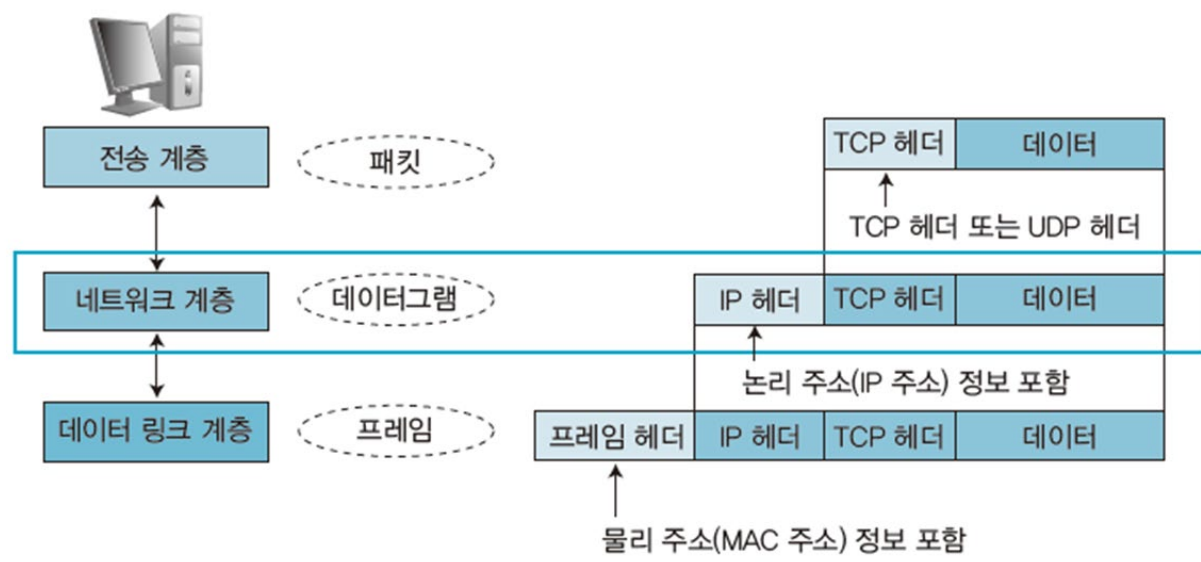 전송 계층 패킷 TCP 헤더 데이터
TCP 헤더 또는 UDP 헤더
네트워크 계층 데이터그램 IP 헤더 TCP 헤더 데이터
논리 주소(IP 주소) 정보 포함
데이터 링크 계층 프레임 프레임 헤더 IP 헤더 TCP 헤더 데이터
물리 주소(MAC 주소) 정보 포함